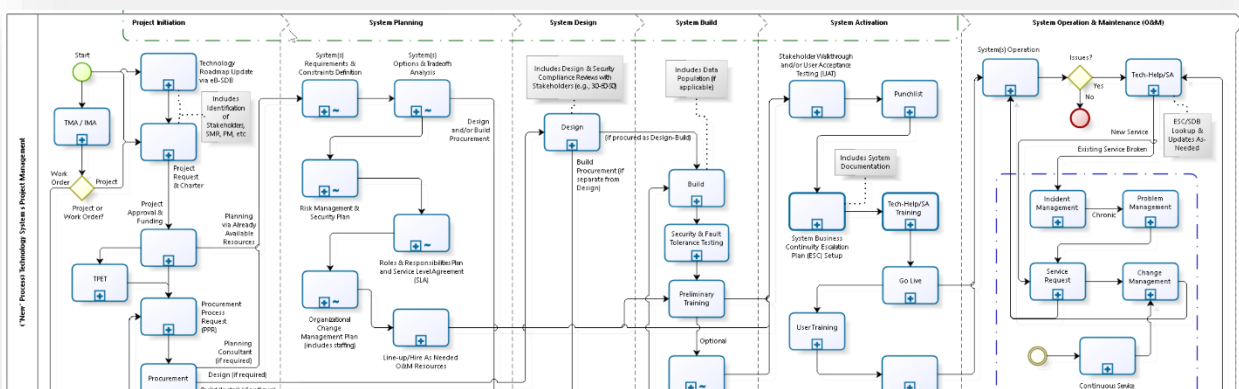 Project Initiation
System Planning
System Design
System Build
System Activation
System Operation & Maintenance (O&M)
("New" Process) Technology Systems Project Management
Start
Technology
Roadmap Update
via eB-SDB
Includes
Identification
of
Stakeholders,
SMR, PM, etc
TMA / IMA
Project
Request
& Charter
Work
Order
Project
Project or
Work Order?
Project
Approval &
Funding
Planning
via Already
Available
Resources
TPET
Procurement
Process
Request
(PPR)
Planning
Consultant
(if required)
Procurement
Design (if required)
System(s)
Requirements &
Constraints Definition
System(s)
Options & Tradeoff
Analysis
Design
and/or Build
Procurement
Risk Management &
Security Plan
Roles & Responsibilities Plan
and Service Level Agreement
(SLA)
Organizational
Change
Management Plan
(includes staffing)
Line-up/Hire As Needed
O&M Resources
Includes Design & Security
Compliance Reviews with
Stakeholders (e.g., 30-60-90)
Design
(if procured as Design-Build)
Build
Procurement (if
separate from
Design)
Includes Data
Population (if
applicable)
Build
Security & Fault
Tolerance Testing
Preliminary
Training
Optional
Stakeholder Walkthrough
and/or User Acceptance
Testing (UAT)
Punchlist
Includes System
Documentation
System Business
Continuity Escalation
Plan (ESC) Setup
Tech-Help/SA
Training
Go Live
User Training
System(s) Operation
Issues?
Yes
No
Tech-Help/SA
ESC/SDB
Lookup &
Updates As-
Needed
New Service
Existing Service Broken
Incident
Management
Chronic
Problem
Management
Service
Request
Change
Management
Continuous Service